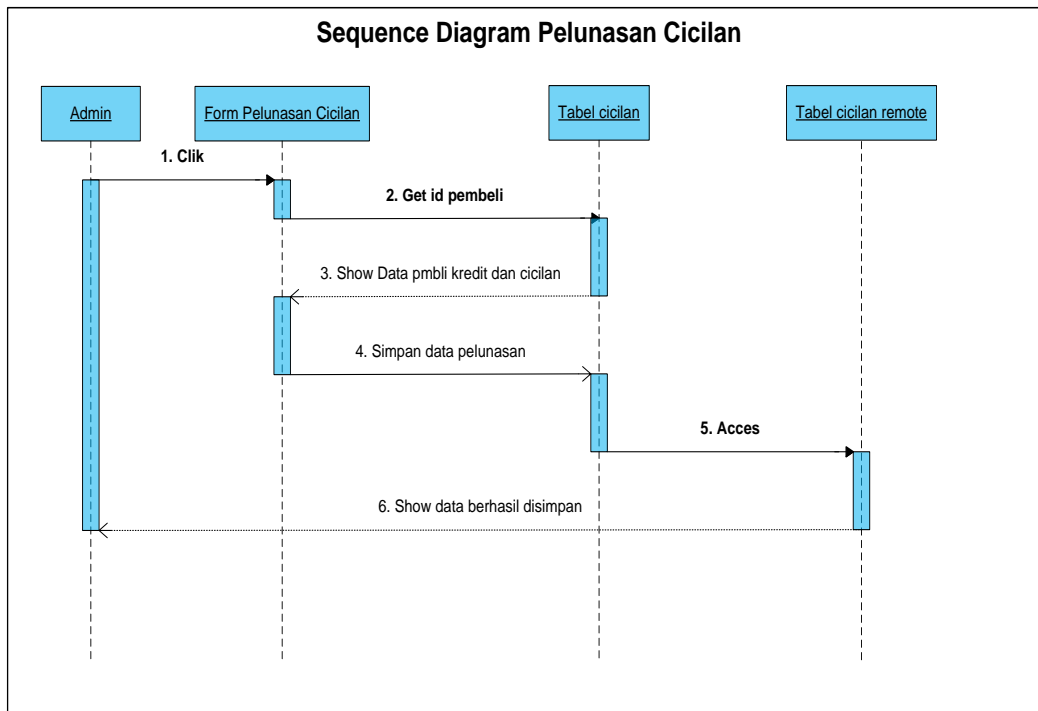 Sequence Diagram Pelunasan Cicilan
Admin
Form Pelunasan Cicilan
Tabel cicilan
Tabel cicilan remote
1. Clik
2. Get id pembeli
3. Show Data pmbli kredit dan cicilan
4. Simpan data pelunasan
5. Acces
6. Show data berhasil disimpan